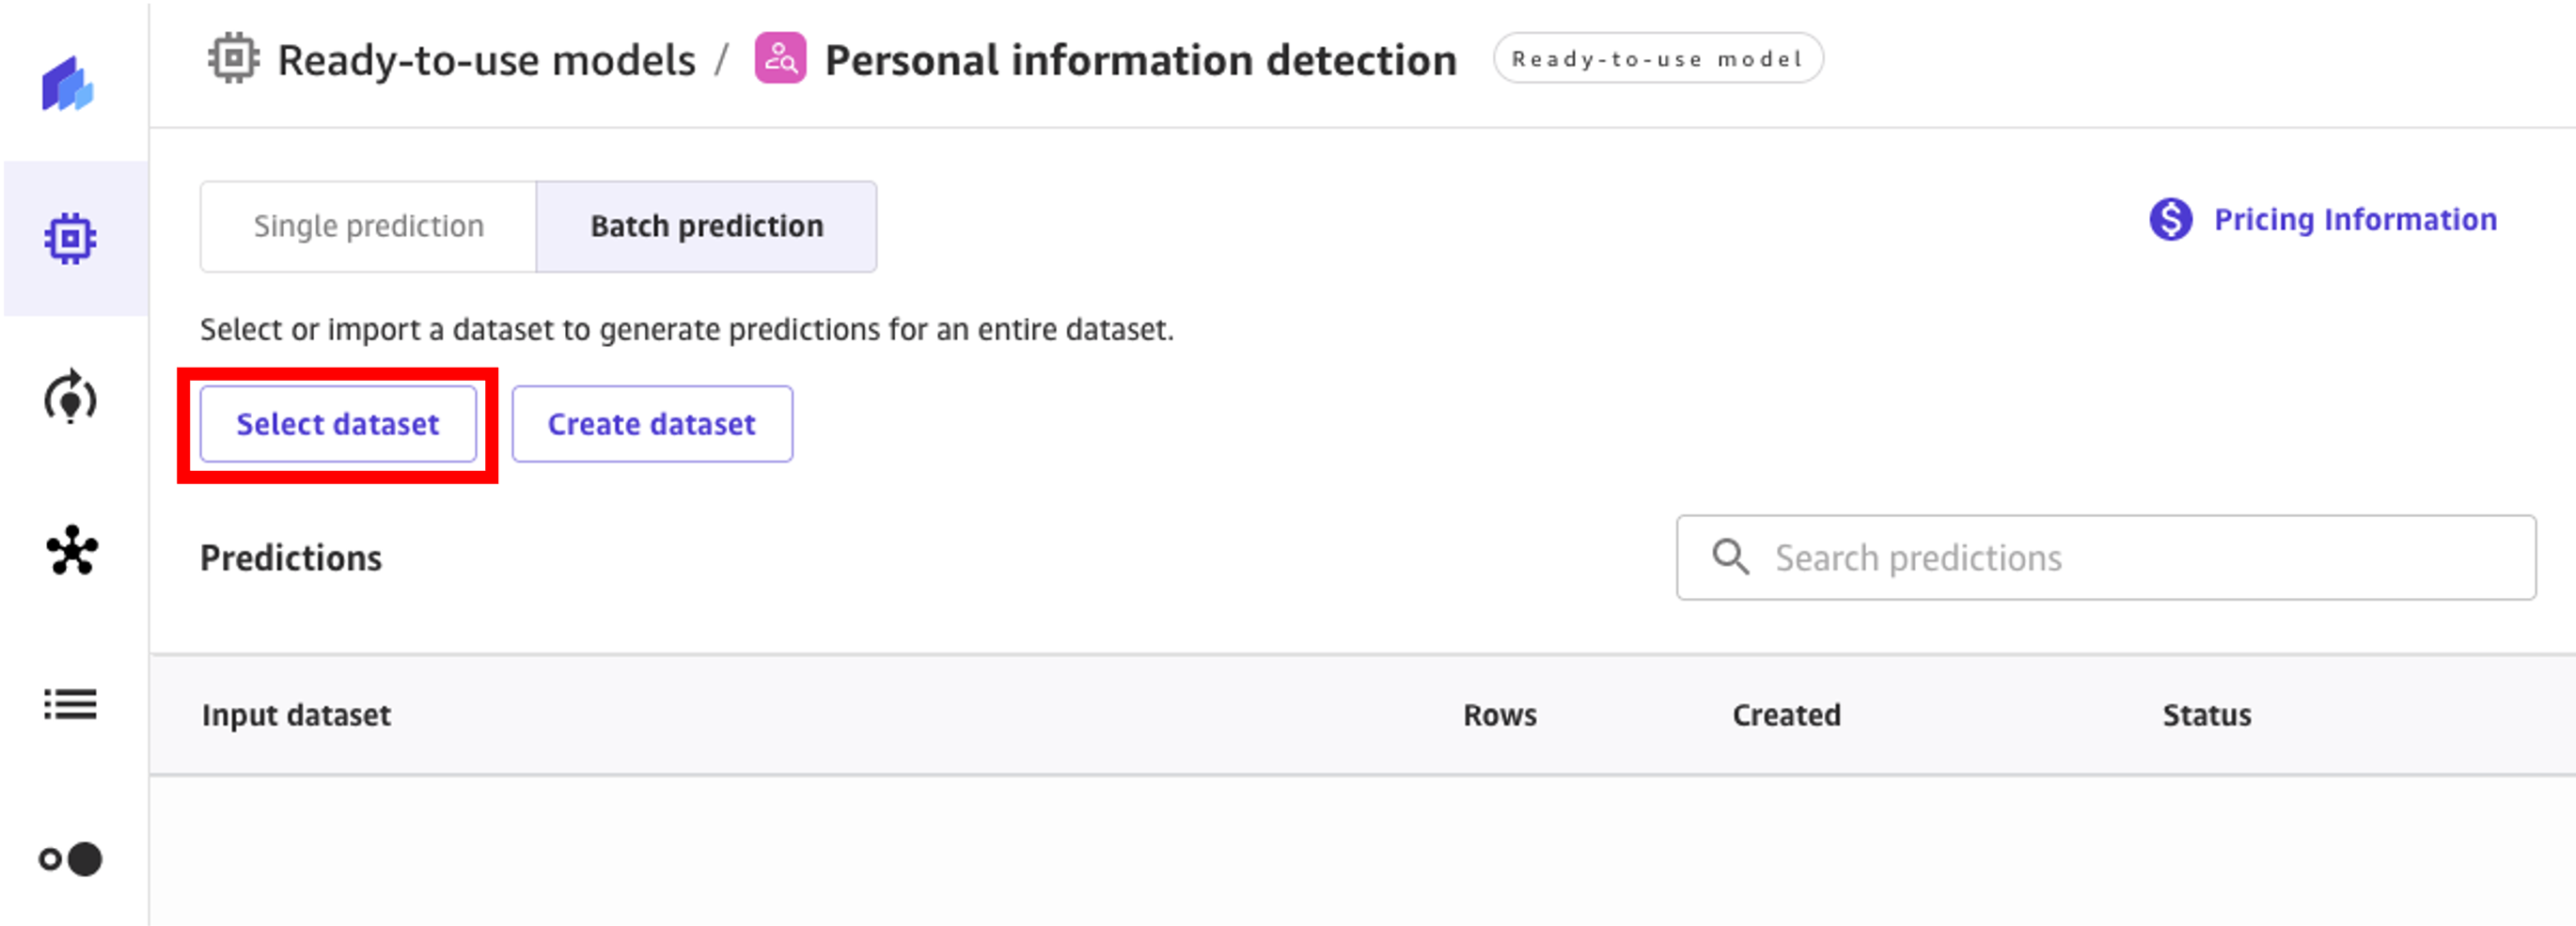 Ready-to-use models / Personal information detection Ready-to-use model
Single prediction Batch prediction $ Pricing Information
Select or import a dataset to generate predictions for an entire dataset.
Select dataset Create dataset
Predictions Search predictions
Input dataset Rows Created Status